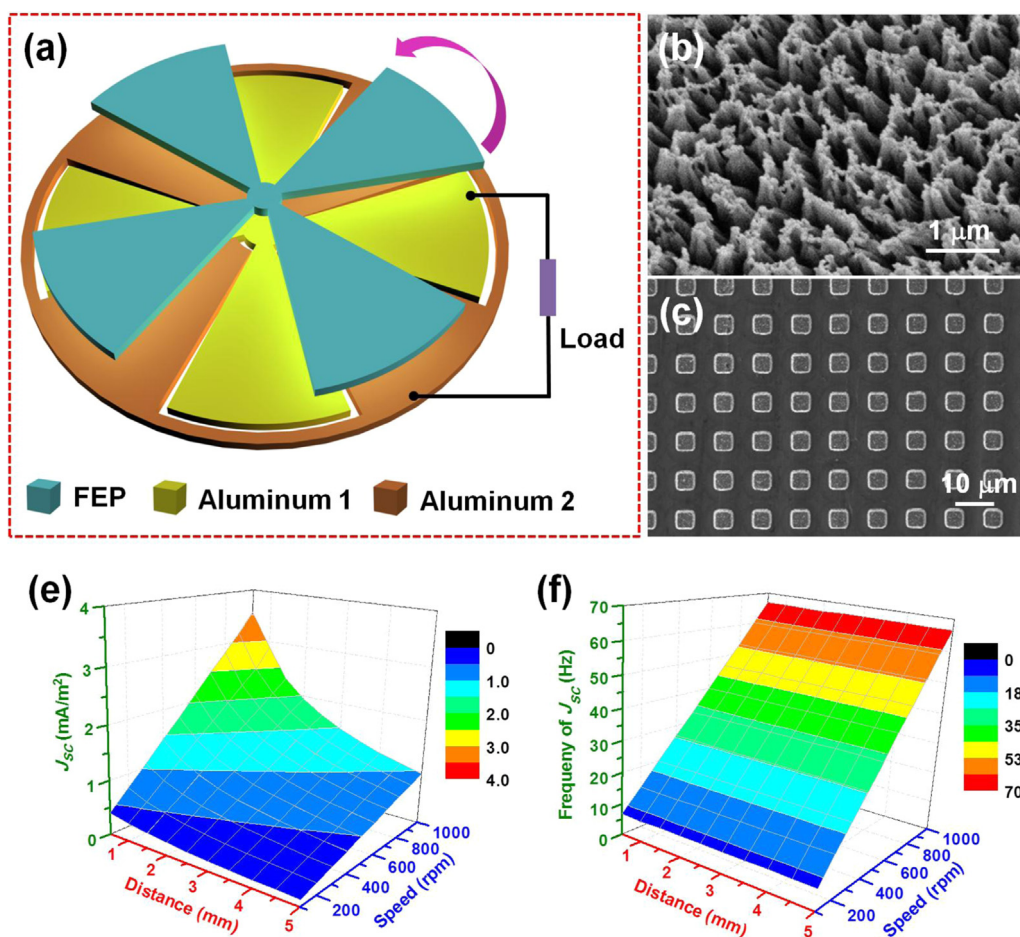 (a)
Load
FEP
Aluminum 1
Aluminum 2
(b)
1 μm
(c)
10 μm
(e)
4
3
2
1
0
J_SC (mA/m²)
1
2
3
4
5
Distance (mm)
200
400
600
800
1000
Speed (rpm)
0
1.0
2.0
3.0
4.0
(f)
70
60
50
40
30
20
10
0
Frequeny of J_SC (Hz)
1
2
3
4
5
Distance (mm)
200
400
600
800
1000
Speed (rpm)
0
18
35
53
70